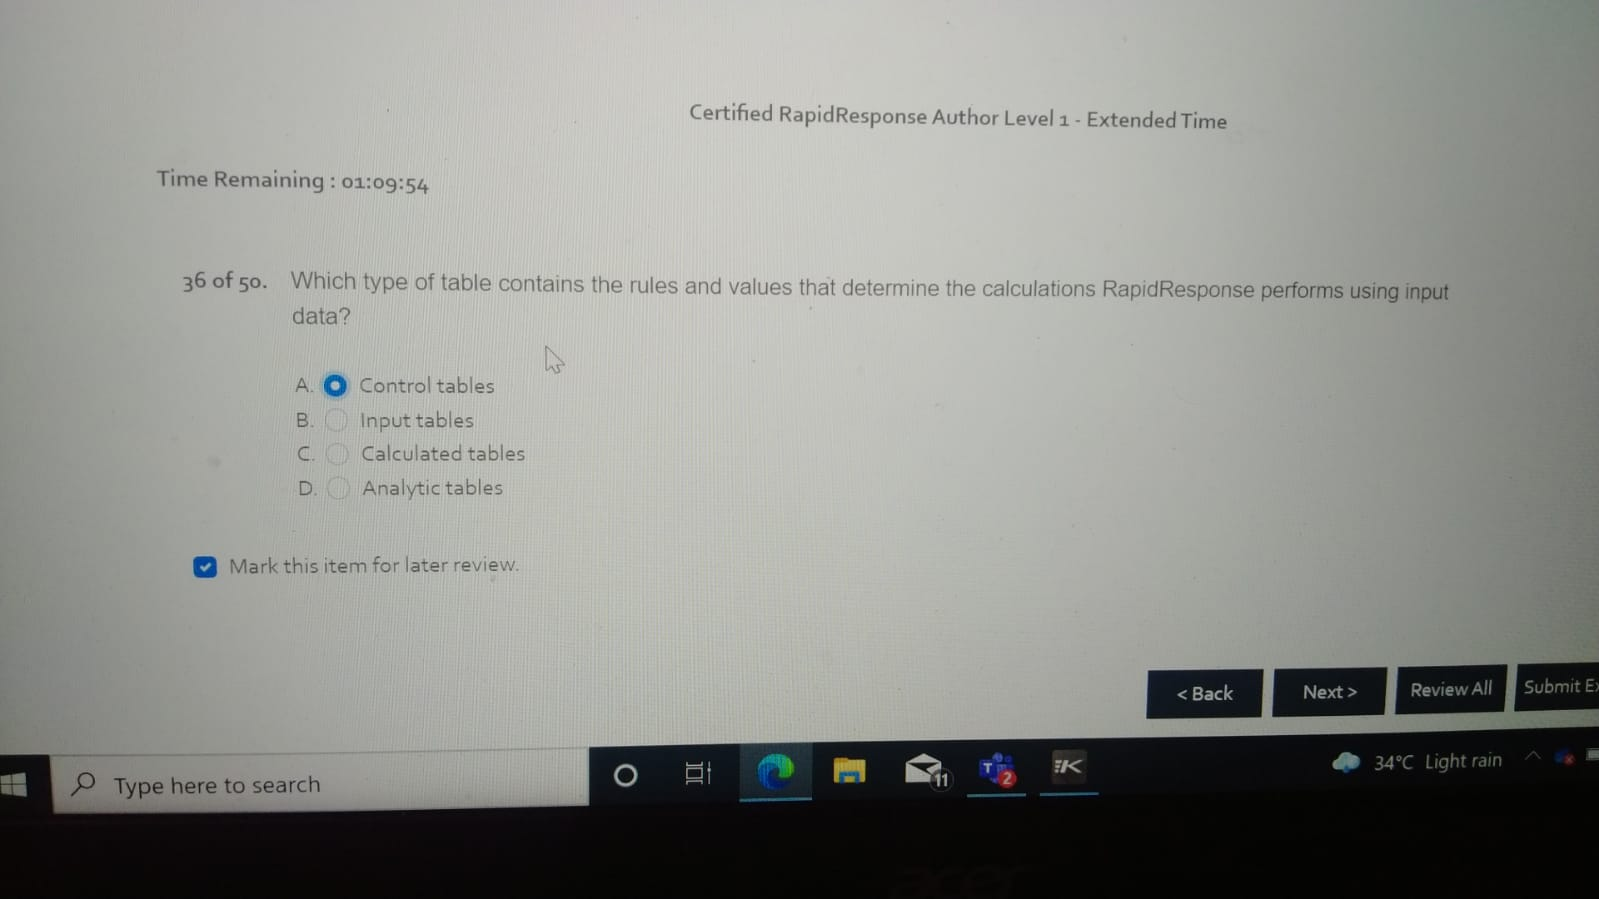 Certified RapidResponse Author Level 1 - Extended Time
Time Remaining : 01:09:54
36 of 50. Which type of table contains the rules and values that determine the calculations RapidResponse performs using input
data?
A. Control tables
B. Input tables
C. Calculated tables
D. Analytic tables
Mark this item for later review.
< Back Next > Review All Submit
Type here to search 11 T 2 K 34°C Light rain
acer